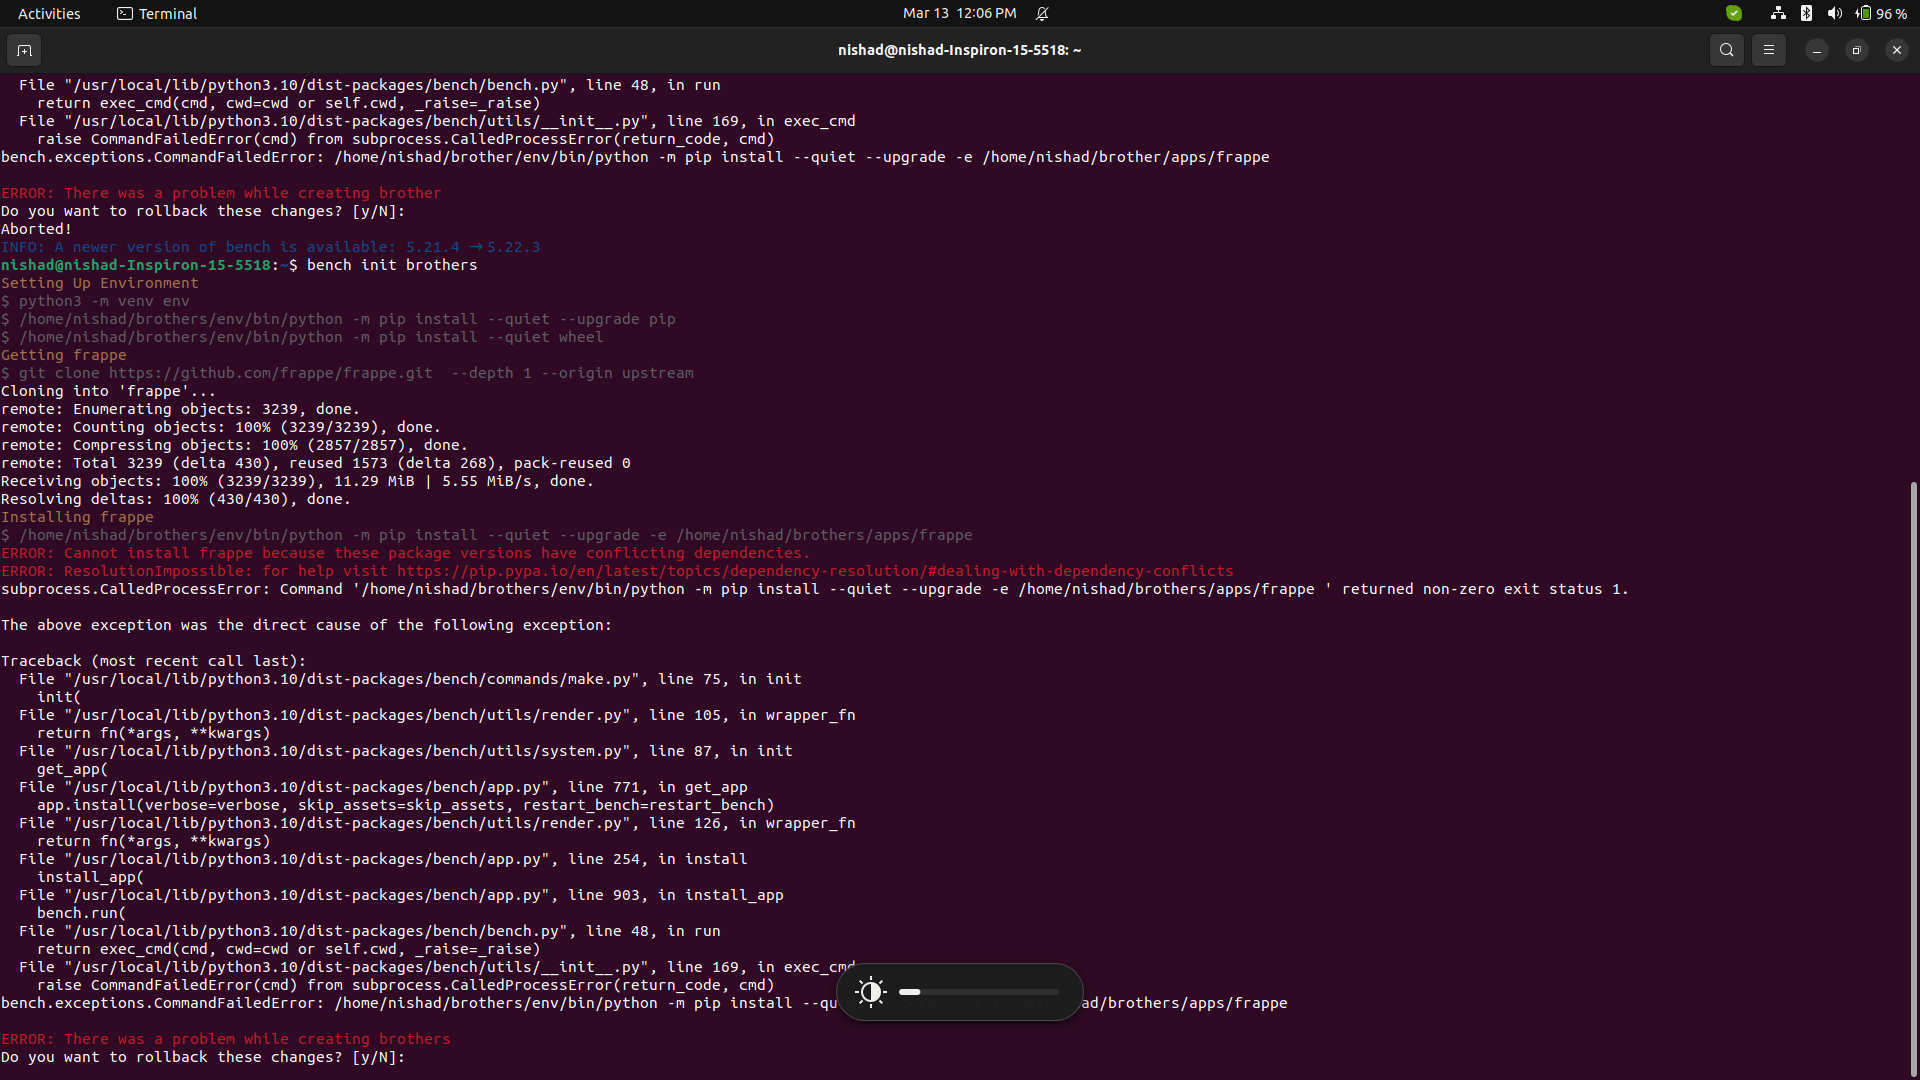 Activities
Terminal
Mar 13 12:06 PM
96 %
nishad@nishad-Inspiron-15-5518: ~
File "/usr/local/lib/python3.10/dist-packages/bench/bench.py", line 48, in run
return exec_cmd(cmd, cwd=cwd or self.cwd, _raise=_raise)
File "/usr/local/lib/python3.10/dist-packages/bench/utils/__init__.py", line 169, in exec_cmd
raise CommandFailedError(cmd) from subprocess.CalledProcessError(return_code, cmd)
bench.exceptions.CommandFailedError: /home/nishad/brother/env/bin/python -m pip install --quiet --upgrade -e /home/nishad/brother/apps/frappe
ERROR: There was a problem while creating brother
Do you want to rollback these changes? [y/N]:
Aborted!
INFO: A newer version of bench is available: 5.21.4 → 5.22.3
nishad@nishad-Inspiron-15-5518:~$ bench init brothers
Setting Up Environment
$ python3 -m venv env
$ /home/nishad/brothers/env/bin/python -m pip install --quiet --upgrade pip
$ /home/nishad/brothers/env/bin/python -m pip install --quiet wheel
Getting frappe
$ git clone https://github.com/frappe/frappe.git  --depth 1 --origin upstream
Cloning into 'frappe'...
remote: Enumerating objects: 3239, done.
remote: Counting objects: 100% (3239/3239), done.
remote: Compressing objects: 100% (2857/2857), done.
remote: Total 3239 (delta 430), reused 1573 (delta 268), pack-reused 0
Receiving objects: 100% (3239/3239), 11.29 MiB | 5.55 MiB/s, done.
Resolving deltas: 100% (430/430), done.
Installing frappe
$ /home/nishad/brothers/env/bin/python -m pip install --quiet --upgrade -e /home/nishad/brothers/apps/frappe
ERROR: Cannot install frappe because these package versions have conflicting dependencies.
ERROR: ResolutionImpossible: for help visit https://pip.pypa.io/en/latest/topics/dependency-resolution/#dealing-with-dependency-conflicts
subprocess.CalledProcessError: Command '/home/nishad/brothers/env/bin/python -m pip install --quiet --upgrade -e /home/nishad/brothers/apps/frappe ' returned non-zero exit status 1.
The above exception was the direct cause of the following exception:
Traceback (most recent call last):
File "/usr/local/lib/python3.10/dist-packages/bench/commands/make.py", line 75, in init
init(
File "/usr/local/lib/python3.10/dist-packages/bench/utils/render.py", line 105, in wrapper_fn
return fn(*args, **kwargs)
File "/usr/local/lib/python3.10/dist-packages/bench/utils/system.py", line 87, in init
get_app(
File "/usr/local/lib/python3.10/dist-packages/bench/app.py", line 771, in get_app
app.install(verbose=verbose, skip_assets=skip_assets, restart_bench=restart_bench)
File "/usr/local/lib/python3.10/dist-packages/bench/utils/render.py", line 126, in wrapper_fn
return fn(*args, **kwargs)
File "/usr/local/lib/python3.10/dist-packages/bench/app.py", line 254, in install
install_app(
File "/usr/local/lib/python3.10/dist-packages/bench/app.py", line 903, in install_app
bench.run(
File "/usr/local/lib/python3.10/dist-packages/bench/bench.py", line 48, in run
return exec_cmd(cmd, cwd=cwd or self.cwd, _raise=_raise)
File "/usr/local/lib/python3.10/dist-packages/bench/utils/__init__.py", line 169, in exec_cmd
raise CommandFailedError(cmd) from subprocess.CalledProcessError(return_code, cmd)
bench.exceptions.CommandFailedError: /home/nishad/brothers/env/bin/python -m pip install --qu ad/brothers/apps/frappe
ERROR: There was a problem while creating brothers
Do you want to rollback these changes? [y/N]: